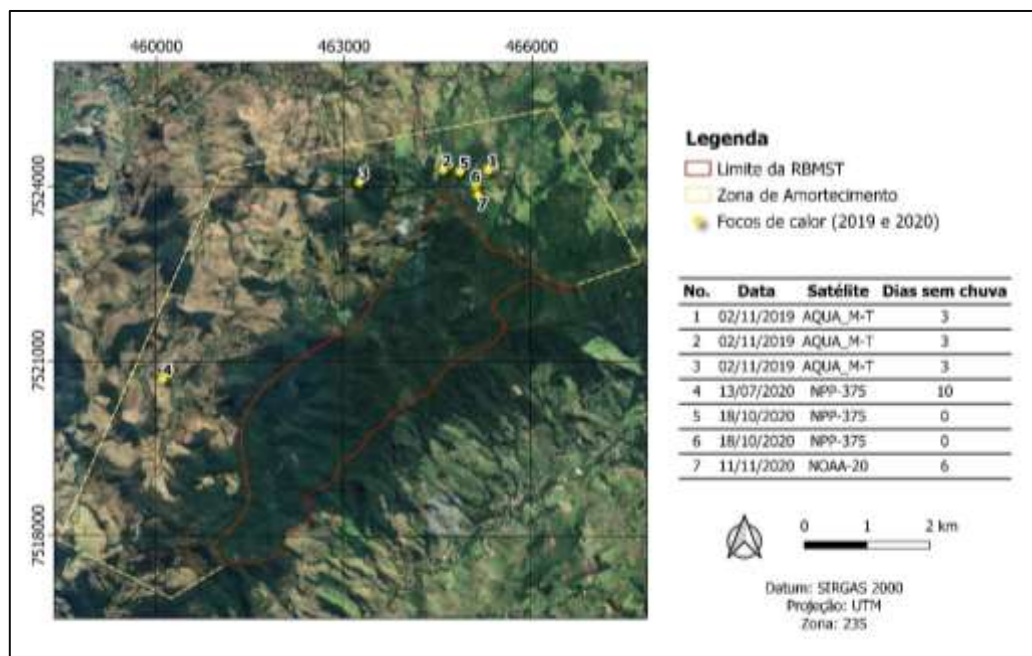 460000 463000 466000
7524000
7521000
7518000
1
2
5
6
3
7
4
Legenda
Limite da RBMST
Zona de Amortecimento
Focos de calor (2019 e 2020)
No. Data Satélite Dias sem chuva
1 02/11/2019 AQUA_M-T 3
2 02/11/2019 AQUA_M-T 3
3 02/11/2019 AQUA_M-T 3
4 13/07/2020 NPP-375 10
5 18/10/2020 NPP-375 0
6 18/10/2020 NPP-375 0
7 11/11/2020 NOAA-20 6
0 1 2 km
Datum: SIRGAS 2000
Projeção: UTM
Zona: 23S